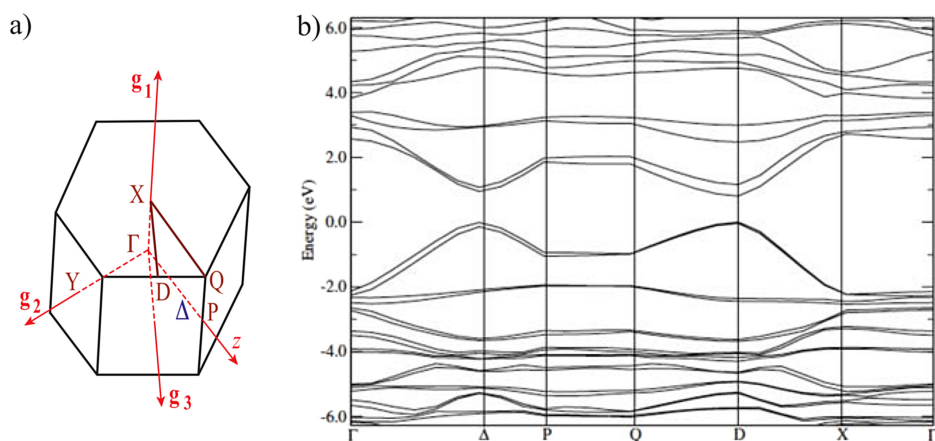 a)
g1
X
Γ
Y
Q
g2
D
P
Δ
z
g3
b)
Energy (eV)
6.0
4.0
2.0
0.0
-2.0
-4.0
-6.0
Γ Δ P Q D X Γ